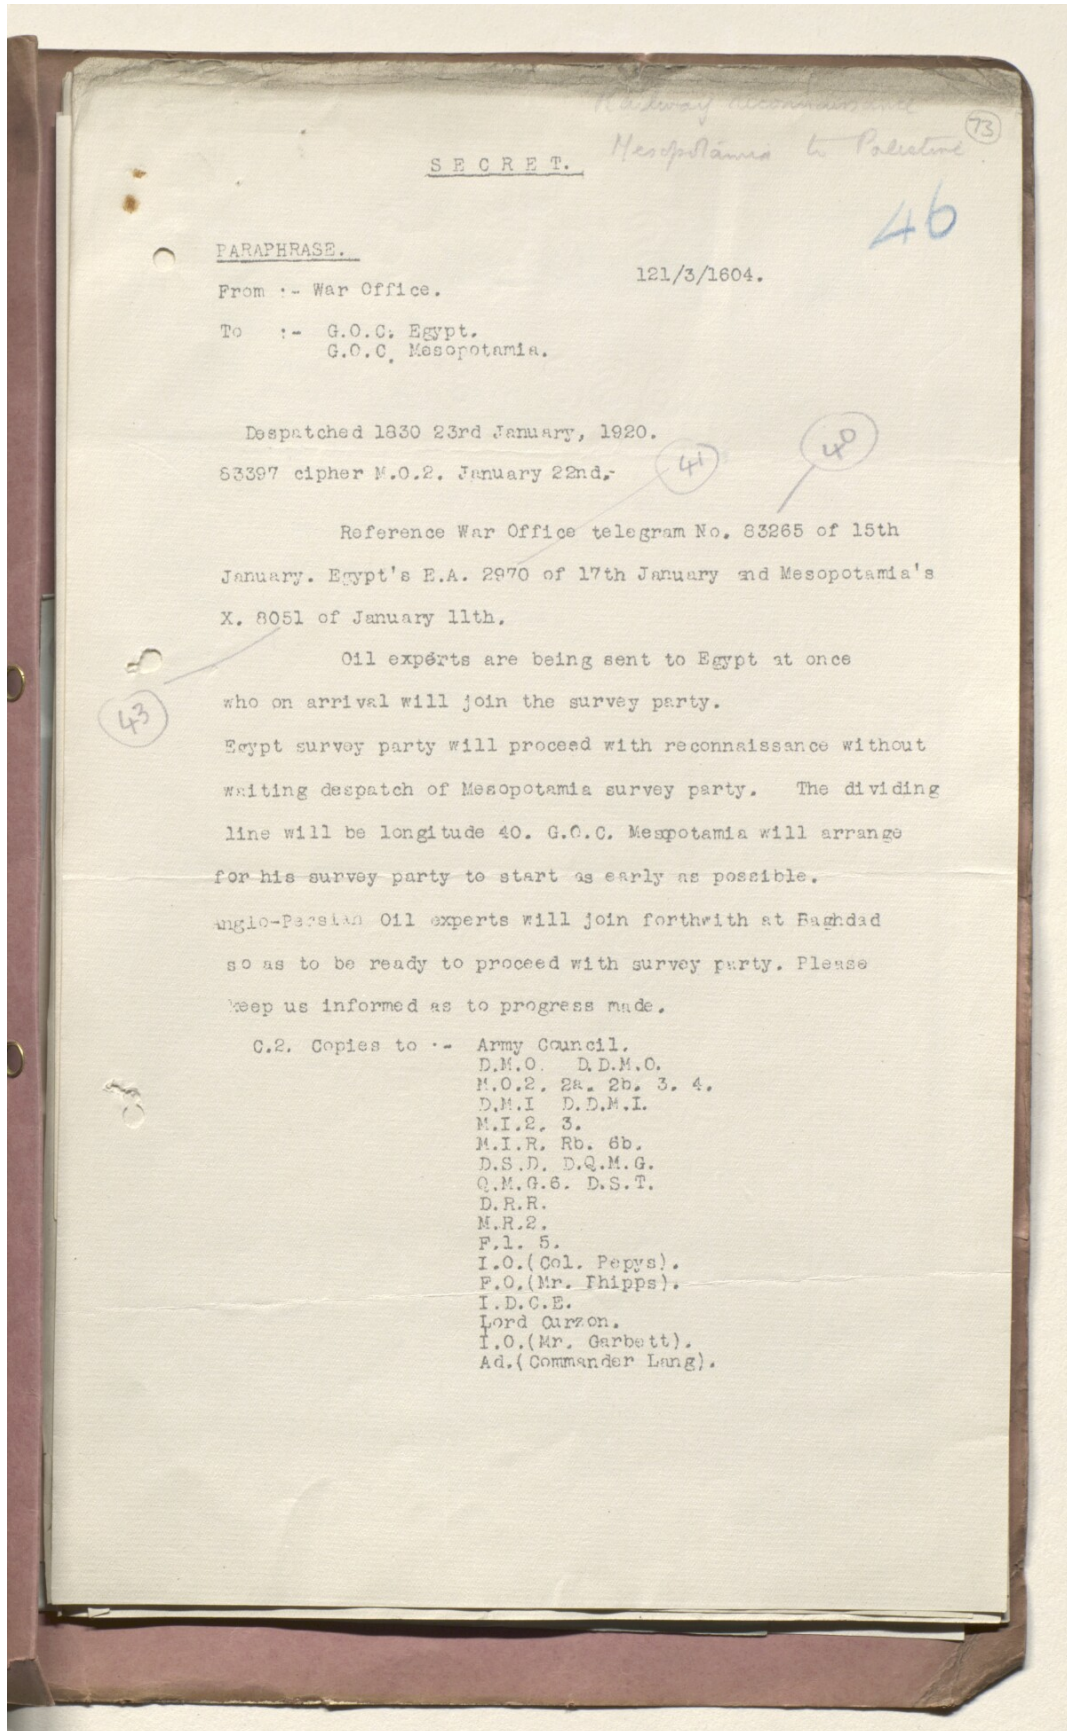 Railway reconnaissance
Mesopotamia to Palestine.
73
SECRET.
46
PARAPHRASE.
121/3/1604.
From :- War Office.
To :- G.O.C. Egypt.
G.O.C. Mesopotamia.
Despatched 1830 23rd January, 1920.
40
41
83397 cipher M.O.2. January 22nd,-
Reference War Office telegram No. 83265 of 15th
January. Egypt's E.A. 2970 of 17th January and Mesopotamia's
X. 8051 of January 11th.
Oil experts are being sent to Egypt at once
who on arrival will join the survey party.
43
Egypt survey party will proceed with reconnaissance without
waiting despatch of Mesopotamia survey party. The dividing
line will be longitude 40. G.O.C. Mesopotamia will arrange
for his survey party to start as early as possible.
Anglo-Persian Oil experts will join forthwith at Baghdad
so as to be ready to proceed with survey party. Please
keep us informed as to progress made.
C.2. Copies to :- Army Council.
D.M.O. D.D.M.O.
M.O.2. 2a. 2b. 3. 4.
D.M.I D.D.M.I.
M.I.2. 3.
M.I.R. Rb. 6b.
D.S.D. D.Q.M.G.
Q.M.G.6. D.S.T.
D.R.R.
M.R.2.
F.1. 5.
I.O.(Col. Pepys).
F.O.(Mr. Phipps).
I.D.C.E.
Lord Curzon.
I.O.(Mr. Garbett).
Ad.(Commander Lang).